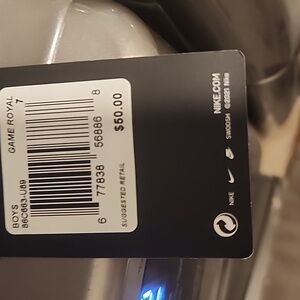 BOYS
86C663-U89
GAME ROYAL
7
6 77838 56886 8
SUGGESTED RETAIL
$50.00
NIKE.COM
©2021 Nike
SWOOSH
NIKE